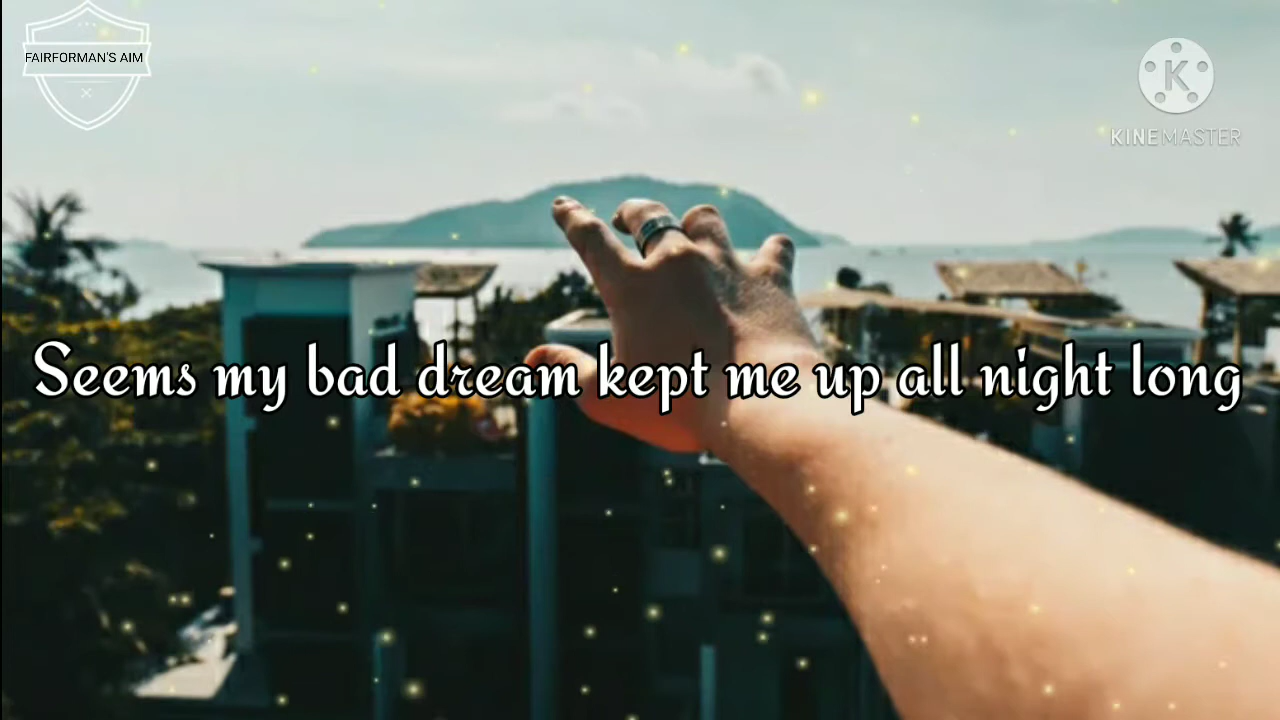 FAIRFORMAN'S AIM
K
KINEMASTER
Seems my bad dream kept me up all night long